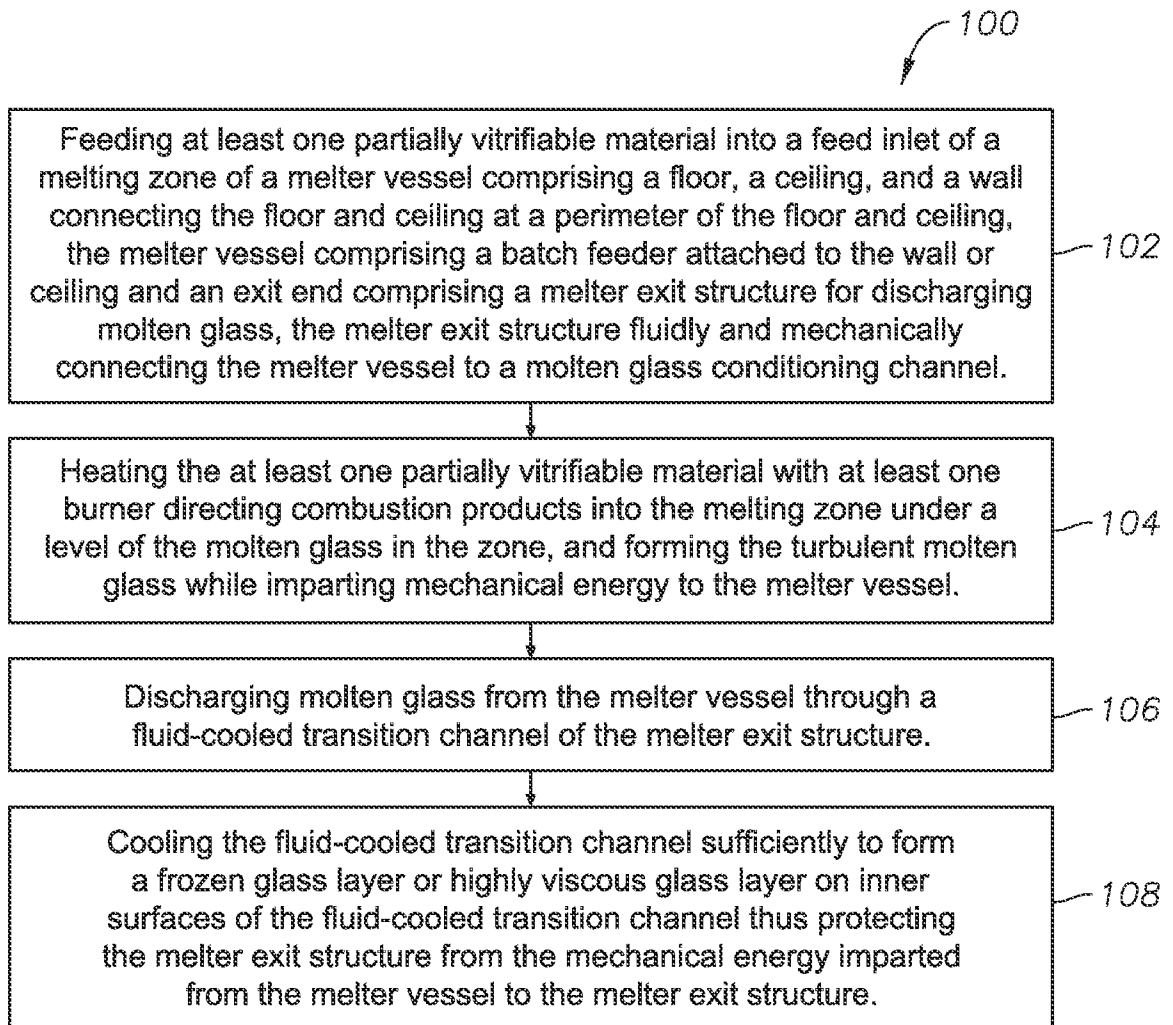 100
Feeding at least one partially vitrifiable material into a feed inlet of a
melting zone of a melter vessel comprising a floor, a ceiling, and a wall
connecting the floor and ceiling at a perimeter of the floor and ceiling,
the melter vessel comprising a batch feeder attached to the wall or
ceiling and an exit end comprising a melter exit structure for discharging
molten glass, the melter exit structure fluidly and mechanically
connecting the melter vessel to a molten glass conditioning channel.
102
Heating the at least one partially vitrifiable material with at least one
burner directing combustion products into the melting zone under a
level of the molten glass in the zone, and forming the turbulent molten
glass while imparting mechanical energy to the melter vessel.
104
Discharging molten glass from the melter vessel through a
fluid-cooled transition channel of the melter exit structure.
106
Cooling the fluid-cooled transition channel sufficiently to form
a frozen glass layer or highly viscous glass layer on inner
surfaces of the fluid-cooled transition channel thus protecting
the melter exit structure from the mechanical energy imparted
from the melter vessel to the melter exit structure.
108